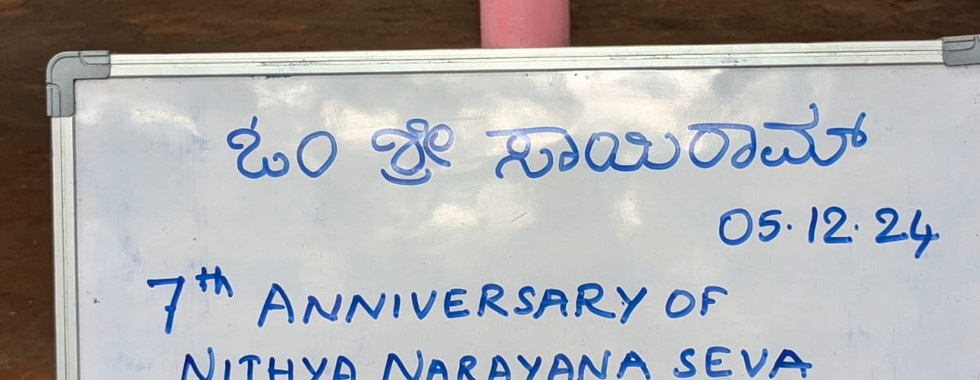 ಓಂ ಶ್ರೀ ಸಾಯಿರಾಮ್
05.12.24
7th ANNIVERSARY OF
NITHYA NARAYANA SEVA